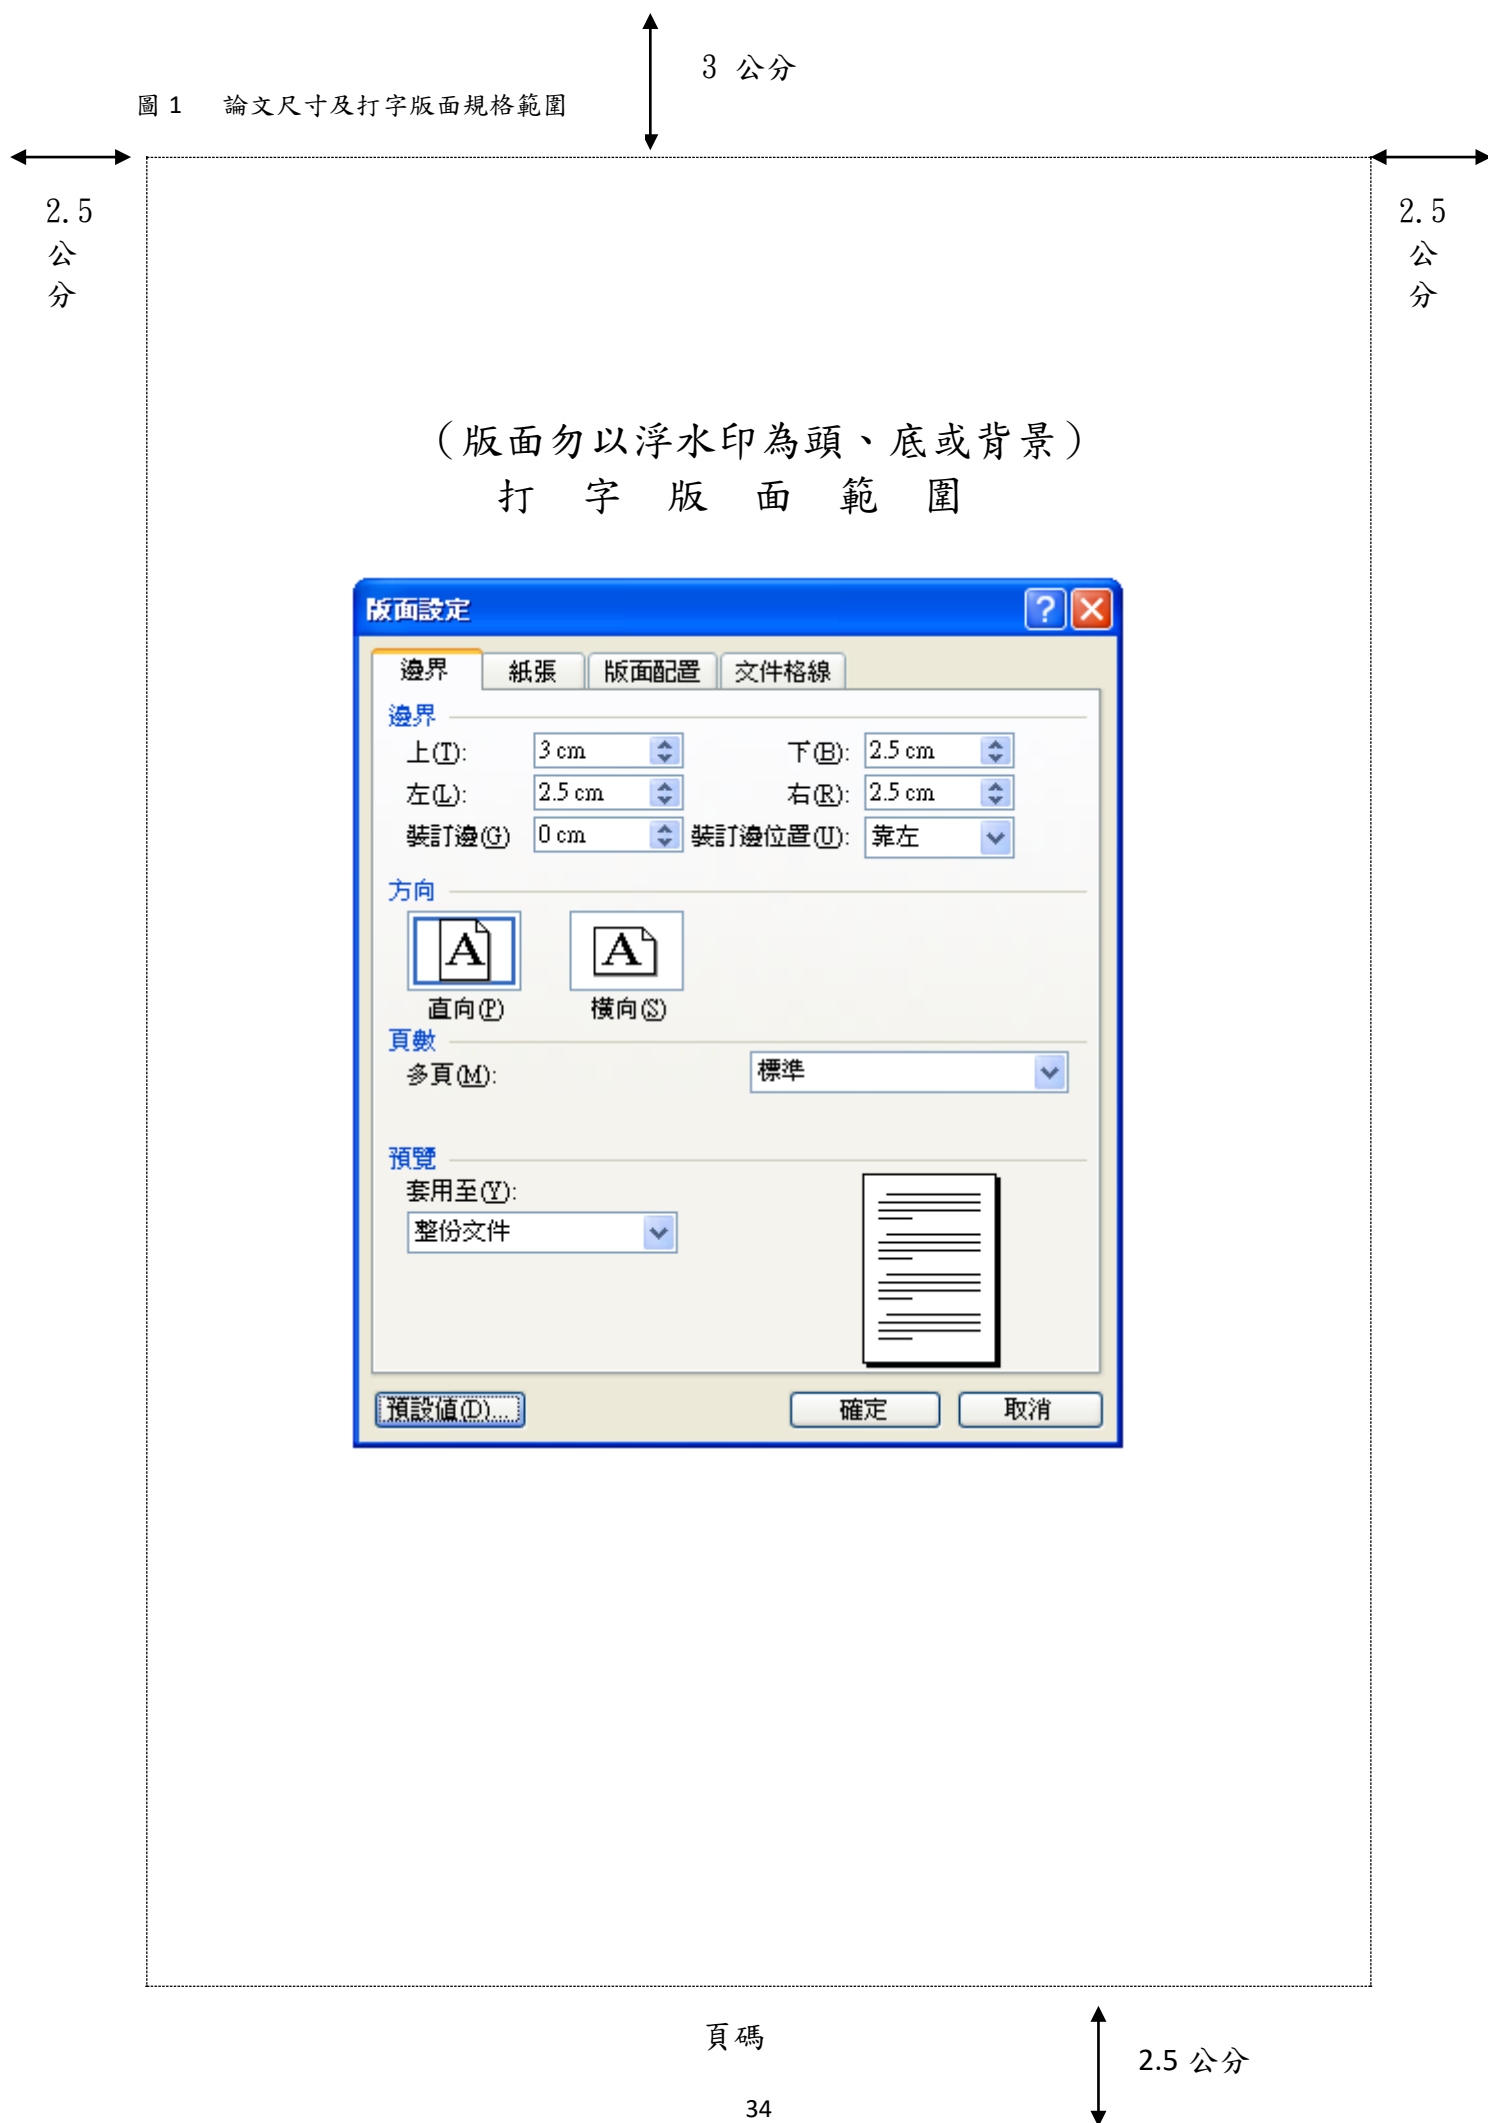 3 公分
圖 1 論文尺寸及打字版面規格範圍
2.5
公
分
2.5
公
分
（版面勿以浮水印為頭、底或背景）
打 字 版 面 範 圍
版面設定
邊界 紙張 版面配置 文件格線
邊界
上(T): 3 cm 下(B): 2.5 cm
左(L): 2.5 cm 右(R): 2.5 cm
裝訂邊(G) 0 cm 裝訂邊位置(U): 靠左
方向
A A
直向(P) 橫向(S)
頁數
多頁(M): 標準
預覽
套用至(Y):
整份文件
預設值(D)... 確定 取消
頁碼
2.5 公分
34